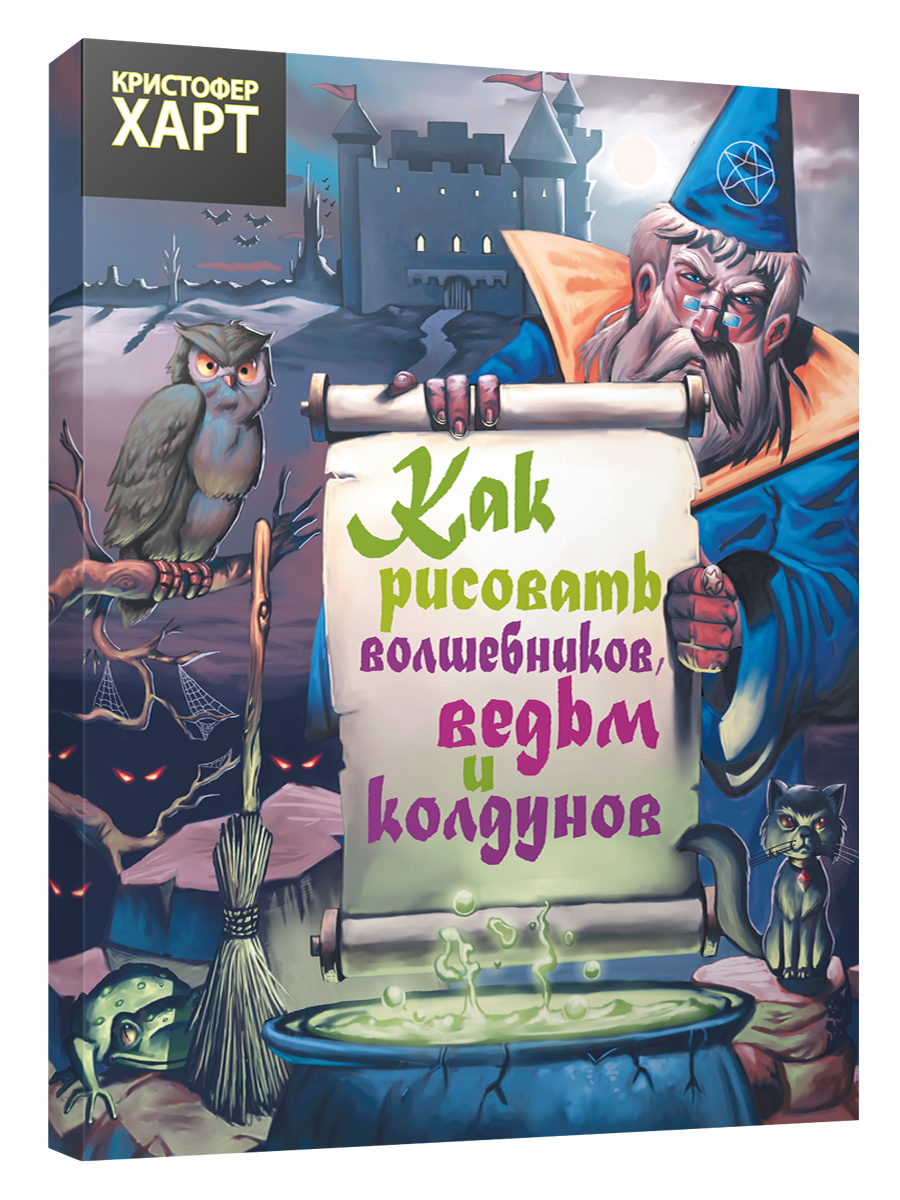 КРИСТОФЕР
ХАРТ
Как
рисовать
волшебников,
ведьм
и
колдунов